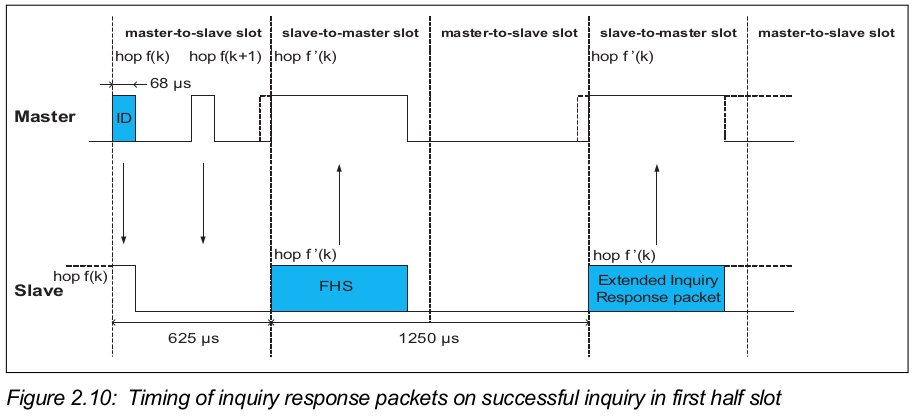 master-to-slave slot slave-to-master slot master-to-slave slot slave-to-master slot master-to-slave slot
hop f(k) hop f(k+1) hop f'(k) hop f'(k)
68 µs
Master
ID
hop f'(k) hop f'(k)
hop f(k)
Slave
FHS
Extended Inquiry
Response packet
625 µs 1250 µs
Figure 2.10: Timing of inquiry response packets on successful inquiry in first half slot